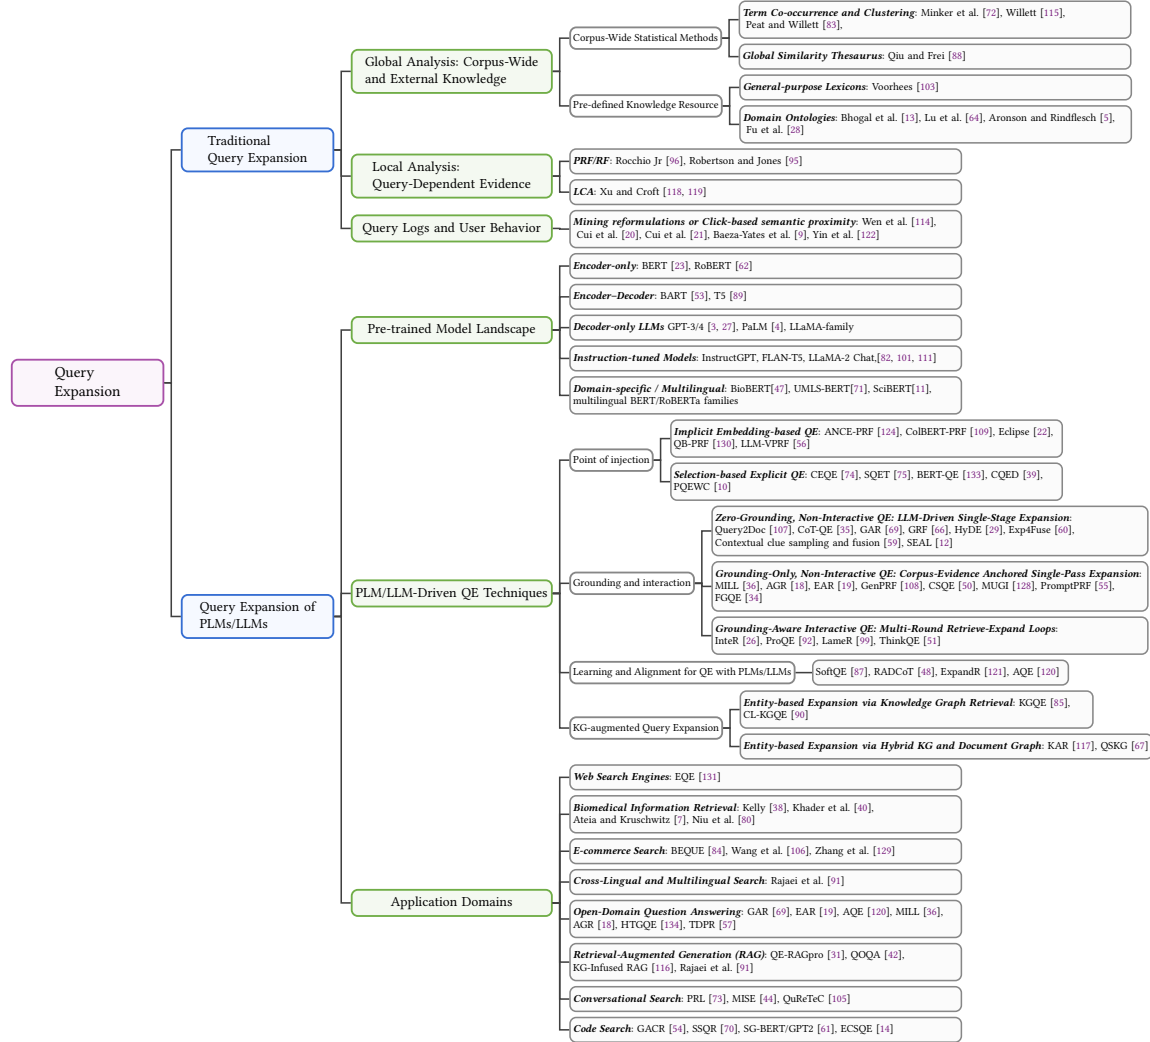 Query
Expansion
Traditional
Query Expansion
Global Analysis: Corpus-Wide
and External Knowledge
Corpus-Wide Statistical Methods
Term Co-occurrence and Clustering: Minker et al. [72], Willett [115],
Peat and Willett [83],
Global Similarity Thesaurus: Qiu and Frei [88]
Pre-defined Knowledge Resource
General-purpose Lexicons: Voorhees [103]
Domain Ontologies: Bhogal et al. [13], Lu et al. [64], Aronson and Rindflesch [5],
Fu et al. [28]
Local Analysis:
Query-Dependent Evidence
PRF/RF: Rocchio Jr [96], Robertson and Jones [95]
LCA: Xu and Croft [118, 119]
Query Logs and User Behavior
Mining reformulations or Click-based semantic proximity: Wen et al. [114],
Cui et al. [20], Cui et al. [21], Baeza-Yates et al. [9], Yin et al. [122]
Query Expansion of
PLMs/LLMs
Pre-trained Model Landscape
Encoder-only: BERT [23], RoBERT [62]
Encoder–Decoder: BART [53], T5 [89]
Decoder-only LLMs GPT-3/4 [3, 27], PaLM [4], LLaMA-family
Instruction-tuned Models: InstructGPT, FLAN-T5, LLaMA-2 Chat,[82, 101, 111]
Domain-specific / Multilingual: BioBERT[47], UMLS-BERT[71], SciBERT[11],
multilingual BERT/RoBERTa families
PLM/LLM-Driven QE Techniques
Point of injection
Implicit Embedding-based QE: ANCE-PRF [124], ColBERT-PRF [109], Eclipse [22],
QB-PRF [130], LLM-VPRF [56]
Selection-based Explicit QE: CEQE [74], SQET [75], BERT-QE [133], CQED [39],
PQEWC [10]
Grounding and interaction
Zero-Grounding, Non-Interactive QE: LLM-Driven Single-Stage Expansion:
Query2Doc [107], CoT-QE [35], GAR [69], GRF [66], HyDE [29], Exp4Fuse [60],
Contextual clue sampling and fusion [59], SEAL [12]
Grounding-Only, Non-Interactive QE: Corpus-Evidence Anchored Single-Pass Expansion:
MILL [36], AGR [18], EAR [19], GenPRF [108], CSQE [50], MUGI [128], PromptPRF [55],
FGQE [34]
Grounding-Aware Interactive QE: Multi-Round Retrieve-Expand Loops:
InteR [26], ProQE [92], LameR [99], ThinkQE [51]
Learning and Alignment for QE with PLMs/LLMs
SoftQE [87], RADCoT [48], ExpandR [121], AQE [120]
KG-augmented Query Expansion
Entity-based Expansion via Knowledge Graph Retrieval: KGQE [85],
CL-KGQE [90]
Entity-based Expansion via Hybrid KG and Document Graph: KAR [117], QSKG [67]
Application Domains
Web Search Engines: EQE [131]
Biomedical Information Retrieval: Kelly [38], Khader et al. [40],
Ateia and Kruschwitz [7], Niu et al. [80]
E-commerce Search: BEQUE [84], Wang et al. [106], Zhang et al. [129]
Cross-Lingual and Multilingual Search: Rajaei et al. [91]
Open-Domain Question Answering: GAR [69], EAR [19], AQE [120], MILL [36],
AGR [18], HTGQE [134], TDPR [57]
Retrieval-Augmented Generation (RAG): QE-RAGpro [31], QOQA [42],
KG-Infused RAG [116], Rajaei et al. [91]
Conversational Search: PRL [73], MISE [44], QuReTeC [105]
Code Search: GACR [54], SSQR [70], SG-BERT/GPT2 [61], ECSQE [14]